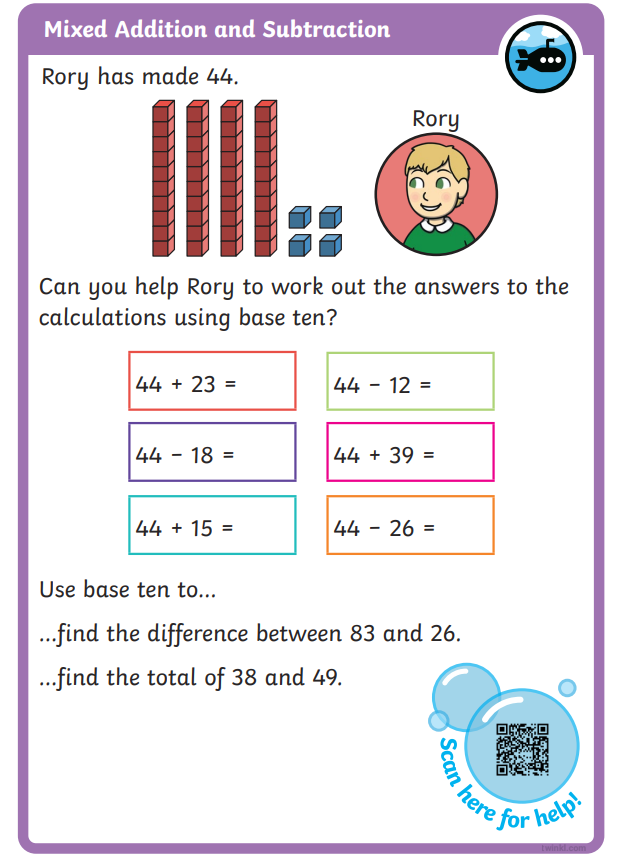 Mixed Addition and Subtraction
Rory has made 44.
Rory
Can you help Rory to work out the answers to the
calculations using base ten?
44 + 23 =
44 − 12 =
44 − 18 =
44 + 39 =
44 + 15 =
44 − 26 =
Use base ten to...
...find the difference between 83 and 26.
...find the total of 38 and 49.
Scan here for help!
twinkl.com